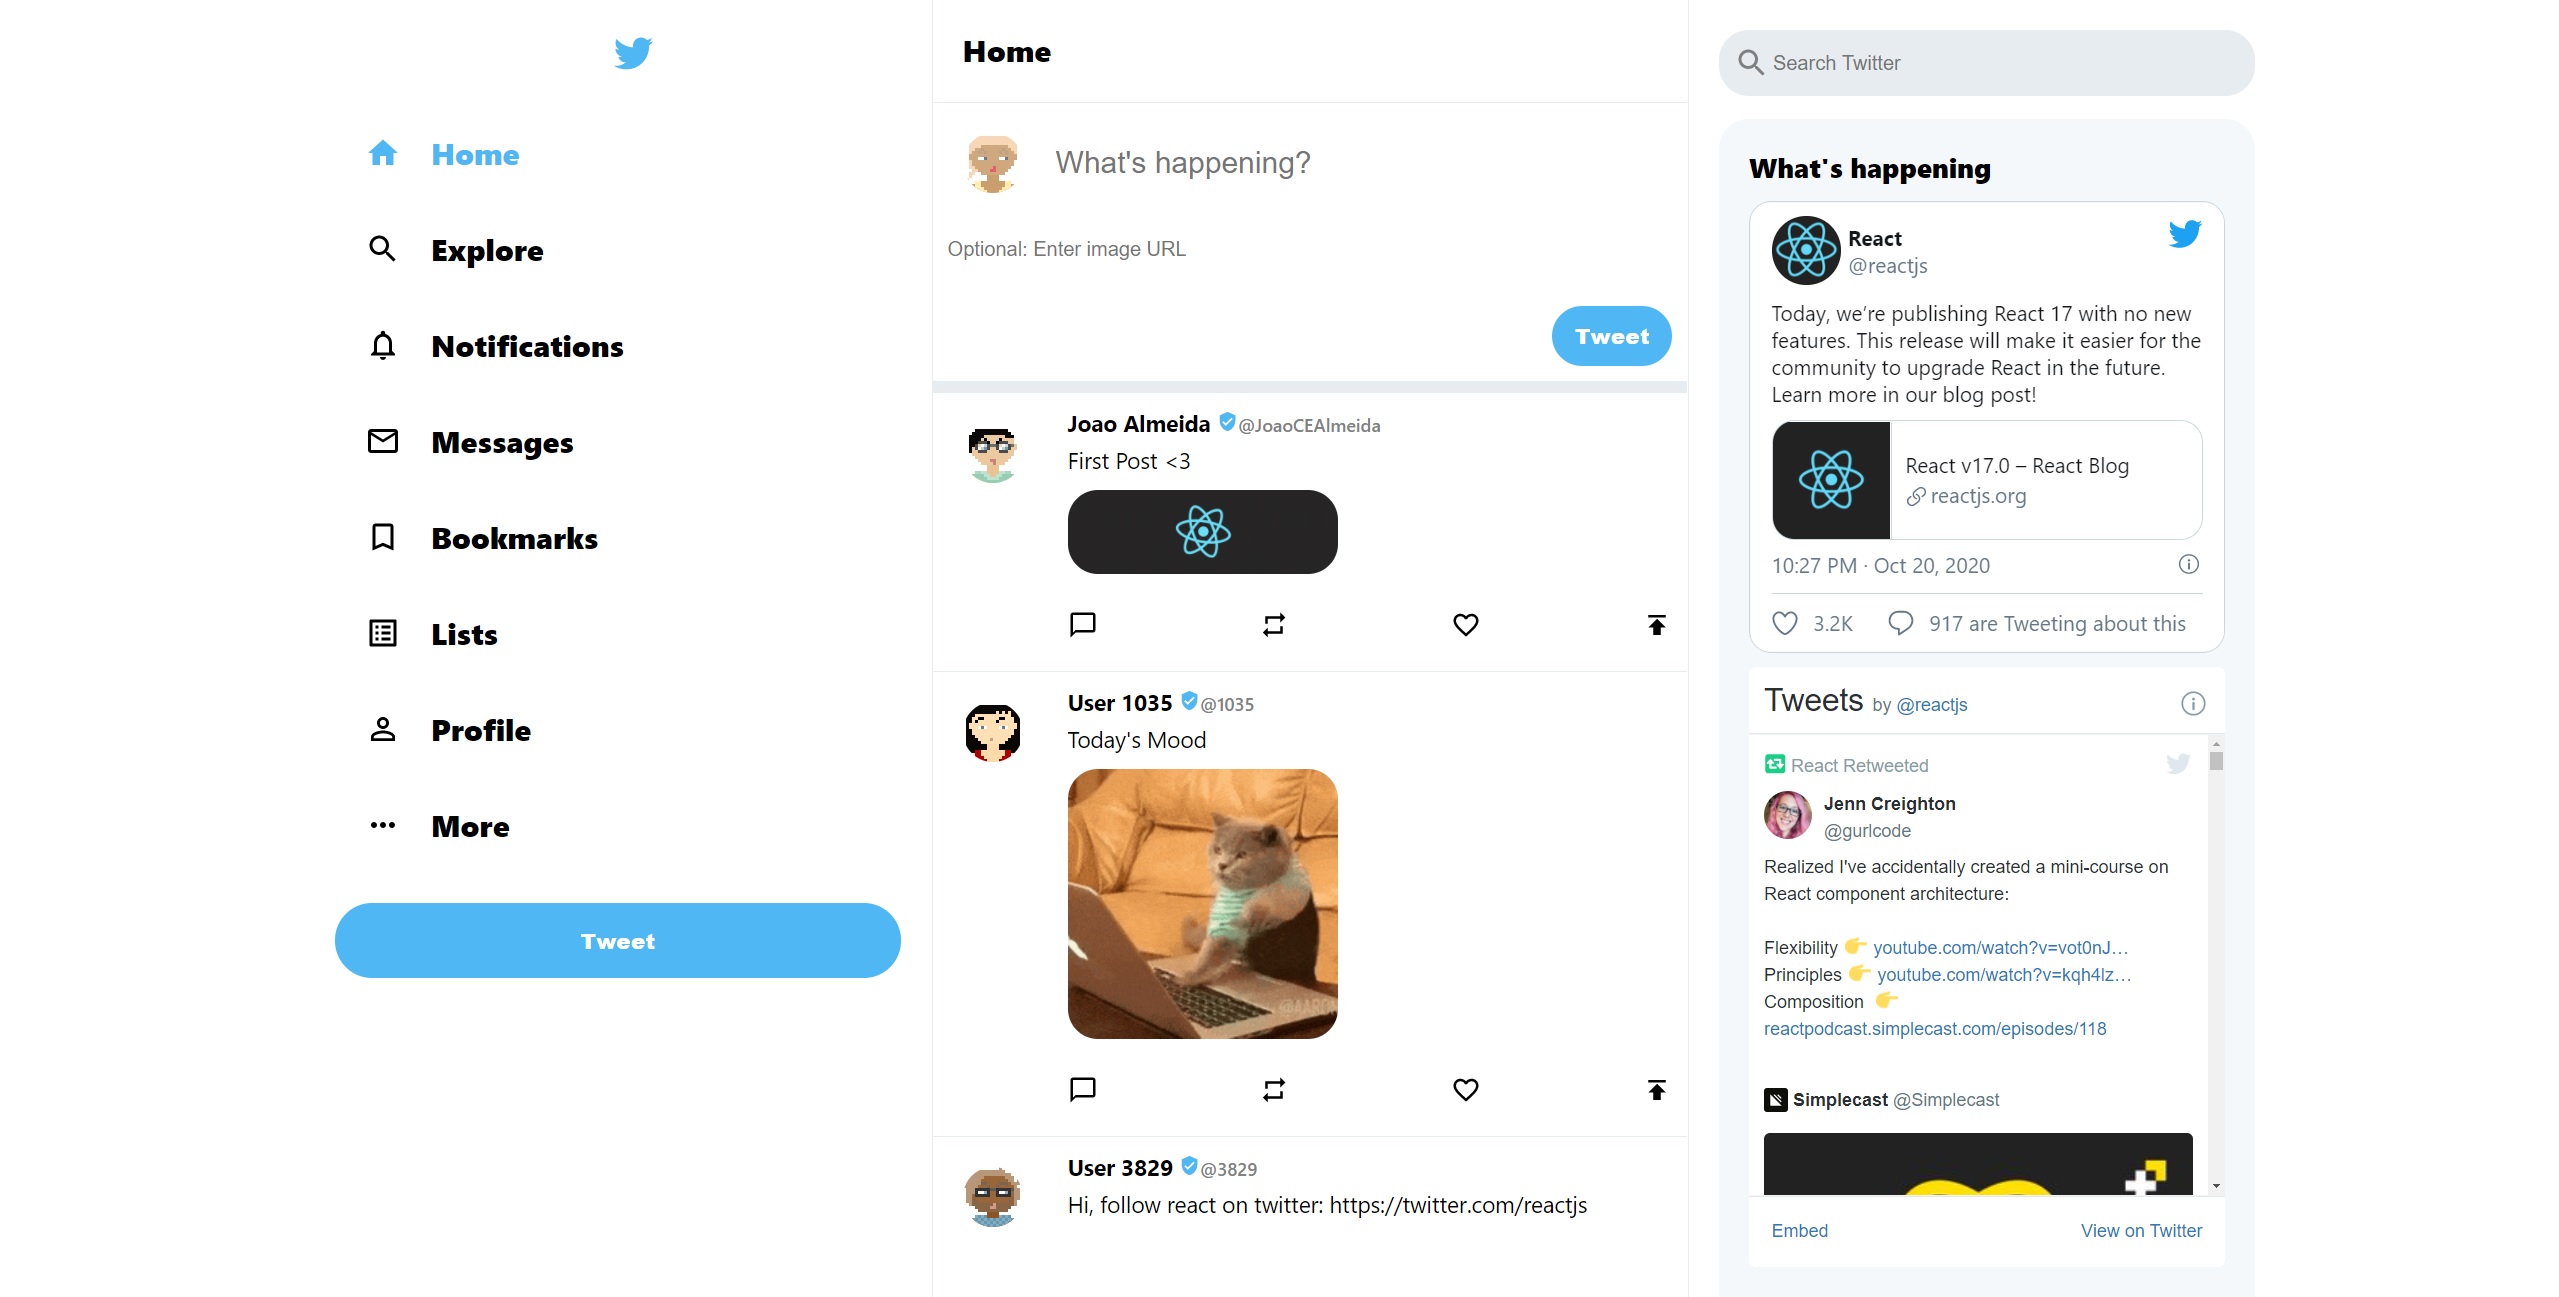 Home
Explore
Notifications
Messages
Bookmarks
Lists
Profile
More
Tweet
Home
What's happening?
Optional: Enter image URL
Tweet
Joao Almeida @JoaoCEAlmeida
First Post <3
User 1035 @1035
Today's Mood
User 3829 @3829
Hi, follow react on twitter: https://twitter.com/reactjs
Search Twitter
What's happening
React
@reactjs
Today, we’re publishing React 17 with no new
features. This release will make it easier for the
community to upgrade React in the future.
Learn more in our blog post!
React v17.0 – React Blog
reactjs.org
10:27 PM · Oct 20, 2020
3.2K 917 are Tweeting about this
Tweets by @reactjs
React Retweeted
Jenn Creighton
@gurlcode
Realized I've accidentally created a mini-course on
React component architecture:
Flexibility 👉 youtube.com/watch?v=vot0nJ…
Principles 👉 youtube.com/watch?v=kqh4lz…
Composition 👉
reactpodcast.simplecast.com/episodes/118
Simplecast @Simplecast
Embed View on Twitter